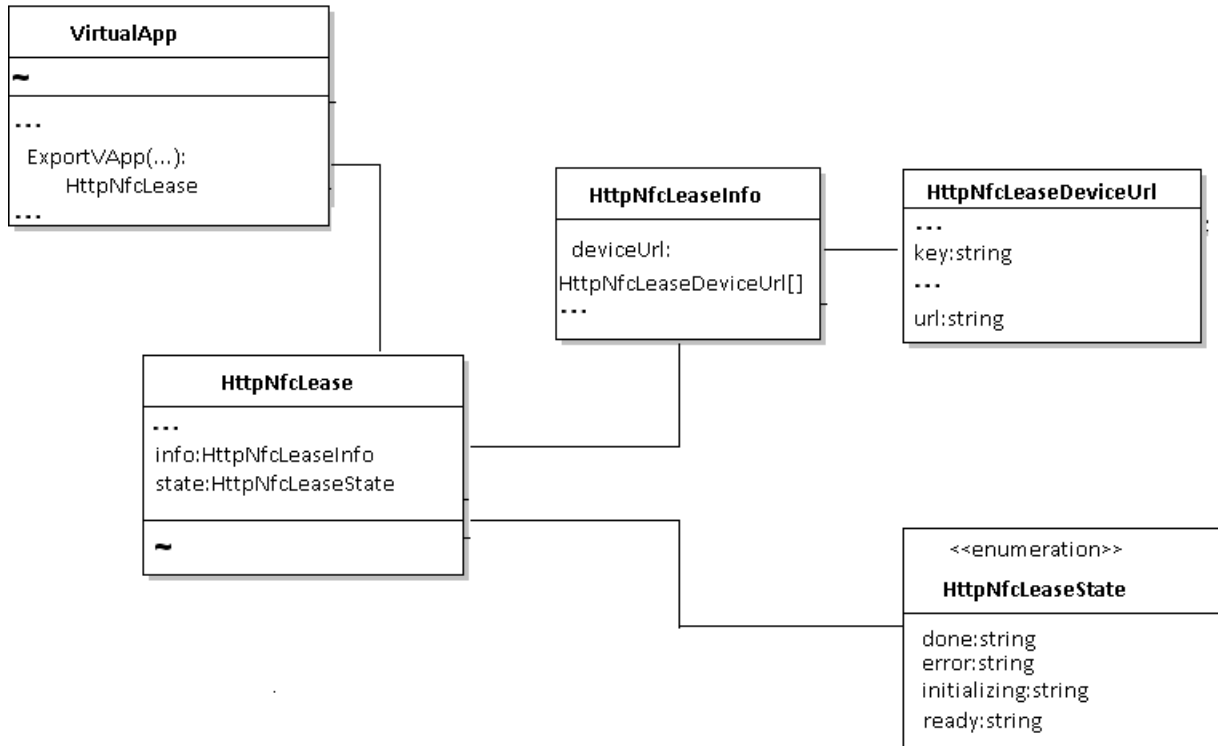 VirtualApp
~
...
ExportVApp(...):
HttpNfcLease
...
HttpNfcLeaseInfo
deviceUrl:
HttpNfcLeaseDeviceUrl[]
...
HttpNfcLeaseDeviceUrl
...
key:string
...
url:string
HttpNfcLease
...
info:HttpNfcLeaseInfo
state:HttpNfcLeaseState
~
<<enumeration>>
HttpNfcLeaseState
done:string
error:string
initializing:string
ready:string